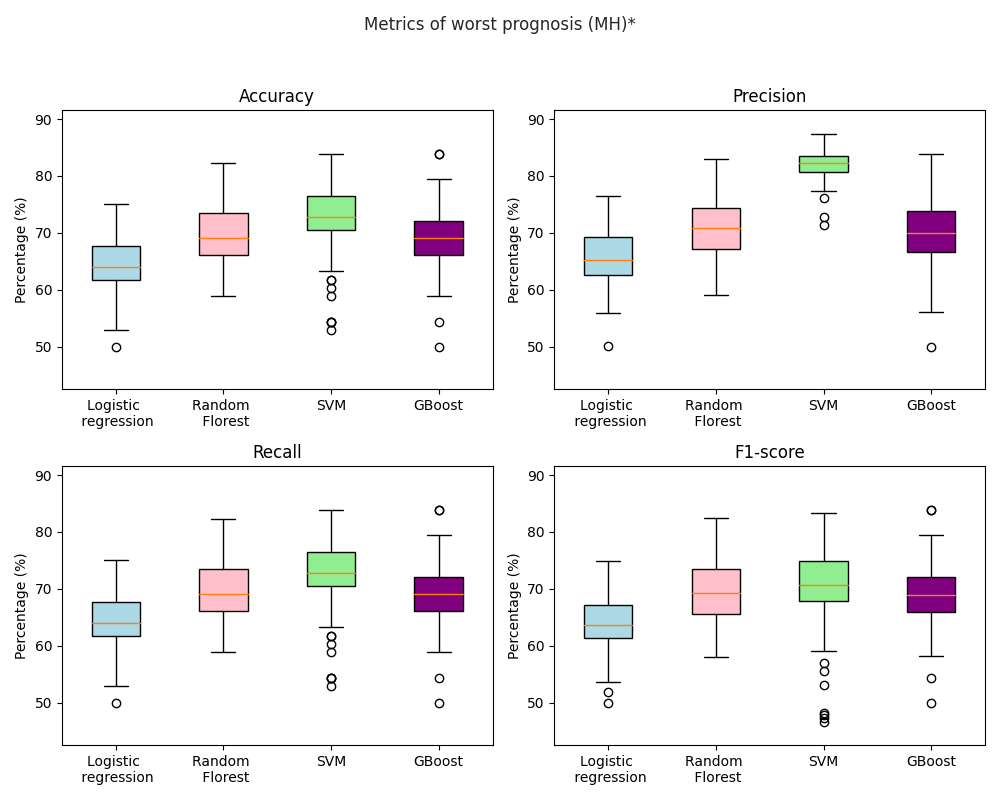 Metrics of worst prognosis (MH)*
Accuracy
Percentage (%)
90
80
70
60
50
Logistic
regression
Random
Florest
SVM
GBoost
Precision
Percentage (%)
90
80
70
60
50
Logistic
regression
Random
Florest
SVM
GBoost
Recall
Percentage (%)
90
80
70
60
50
Logistic
regression
Random
Florest
SVM
GBoost
F1-score
Percentage (%)
90
80
70
60
50
Logistic
regression
Random
Florest
SVM
GBoost